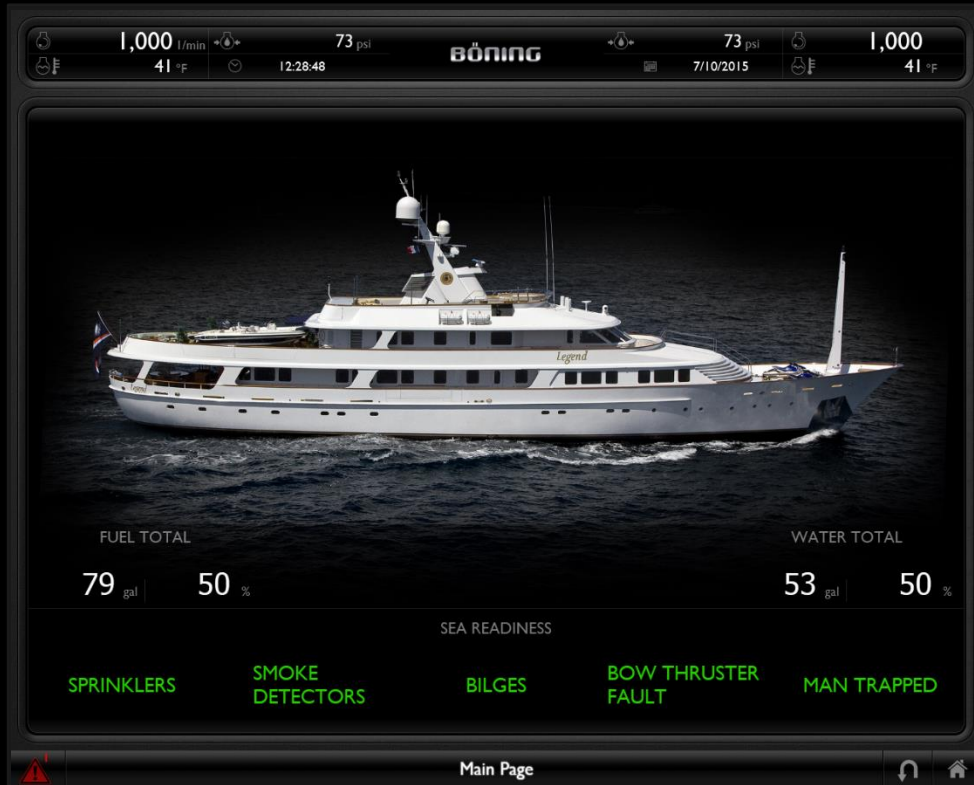 1,000 l/min 73 psi BÖNING 73 psi 1,000
41 °F 12:28:48 7/10/2015 41 °F
Legend
FUEL TOTAL WATER TOTAL
79 gal 50 % 53 gal 50 %
SEA READINESS
SPRINKLERS
SMOKE
DETECTORS
BILGES
BOW THRUSTER
FAULT
MAN TRAPPED
Main Page